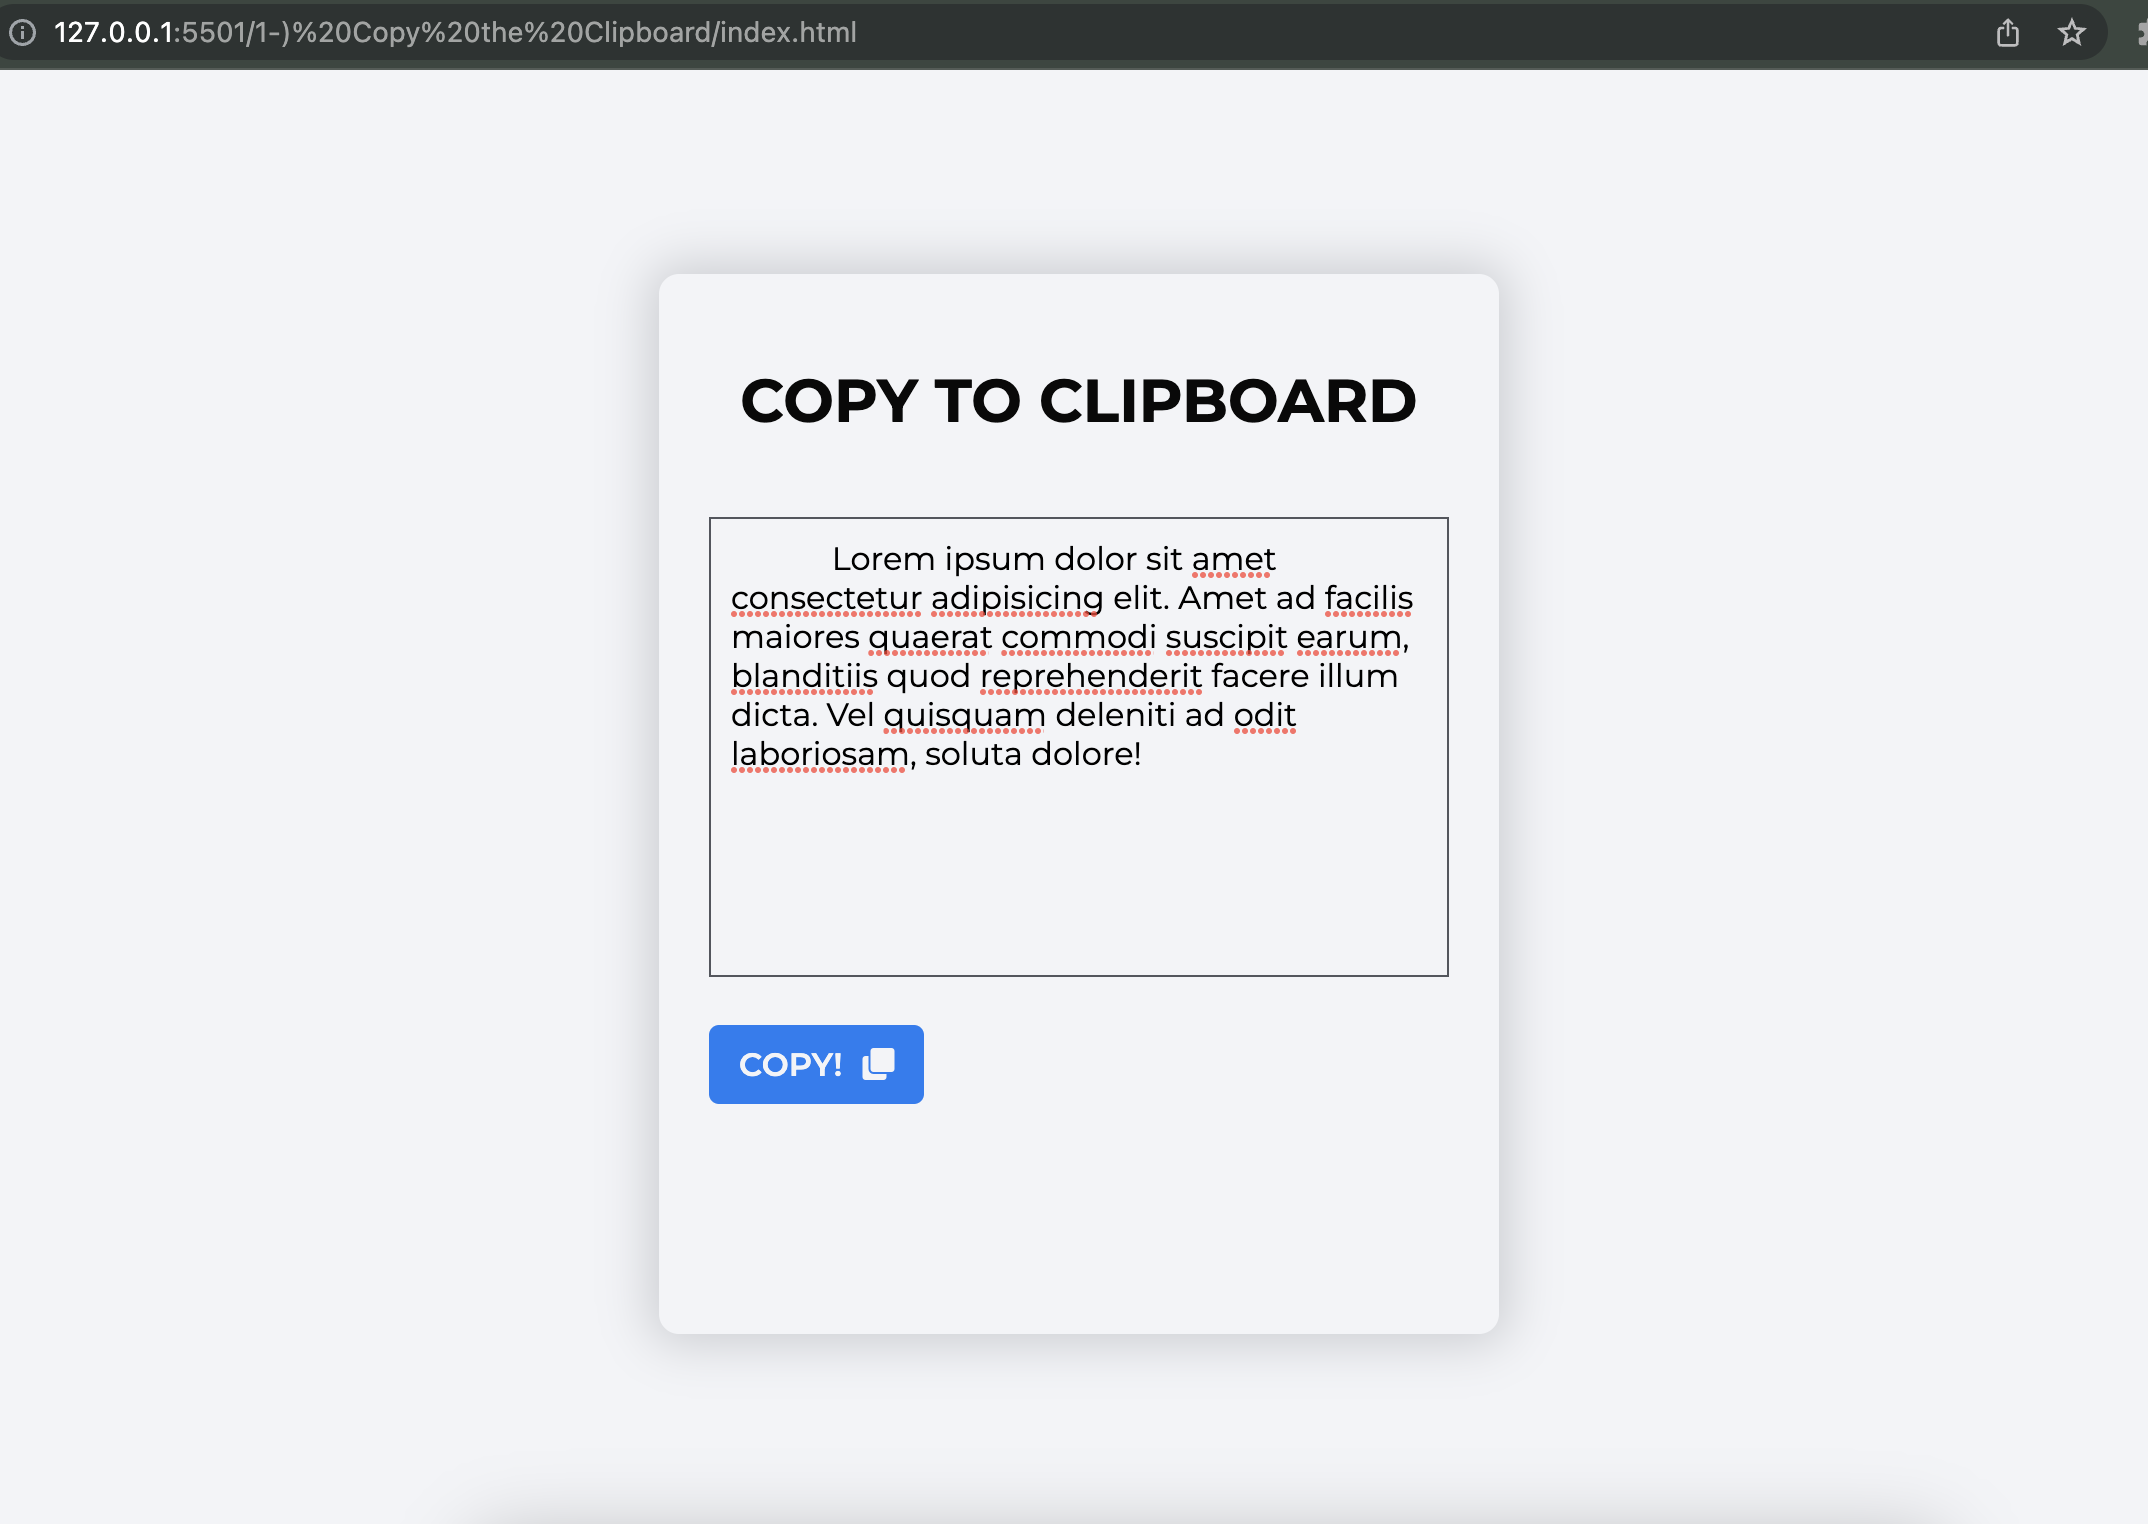 127.0.0.1:5501/1-)%20Copy%20the%20Clipboard/index.html
COPY TO CLIPBOARD
Lorem ipsum dolor sit amet
consectetur adipisicing elit. Amet ad facilis
maiores quaerat commodi suscipit earum,
blanditiis quod reprehenderit facere illum
dicta. Vel quisquam deleniti ad odit
laboriosam, soluta dolore!
COPY!